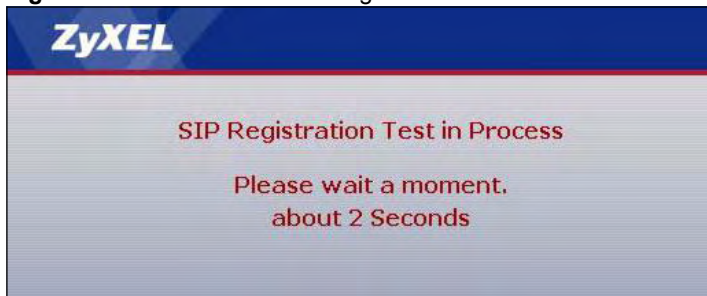 ZyXEL
SIP Registration Test in Process
Please wait a moment.
about 2 Seconds